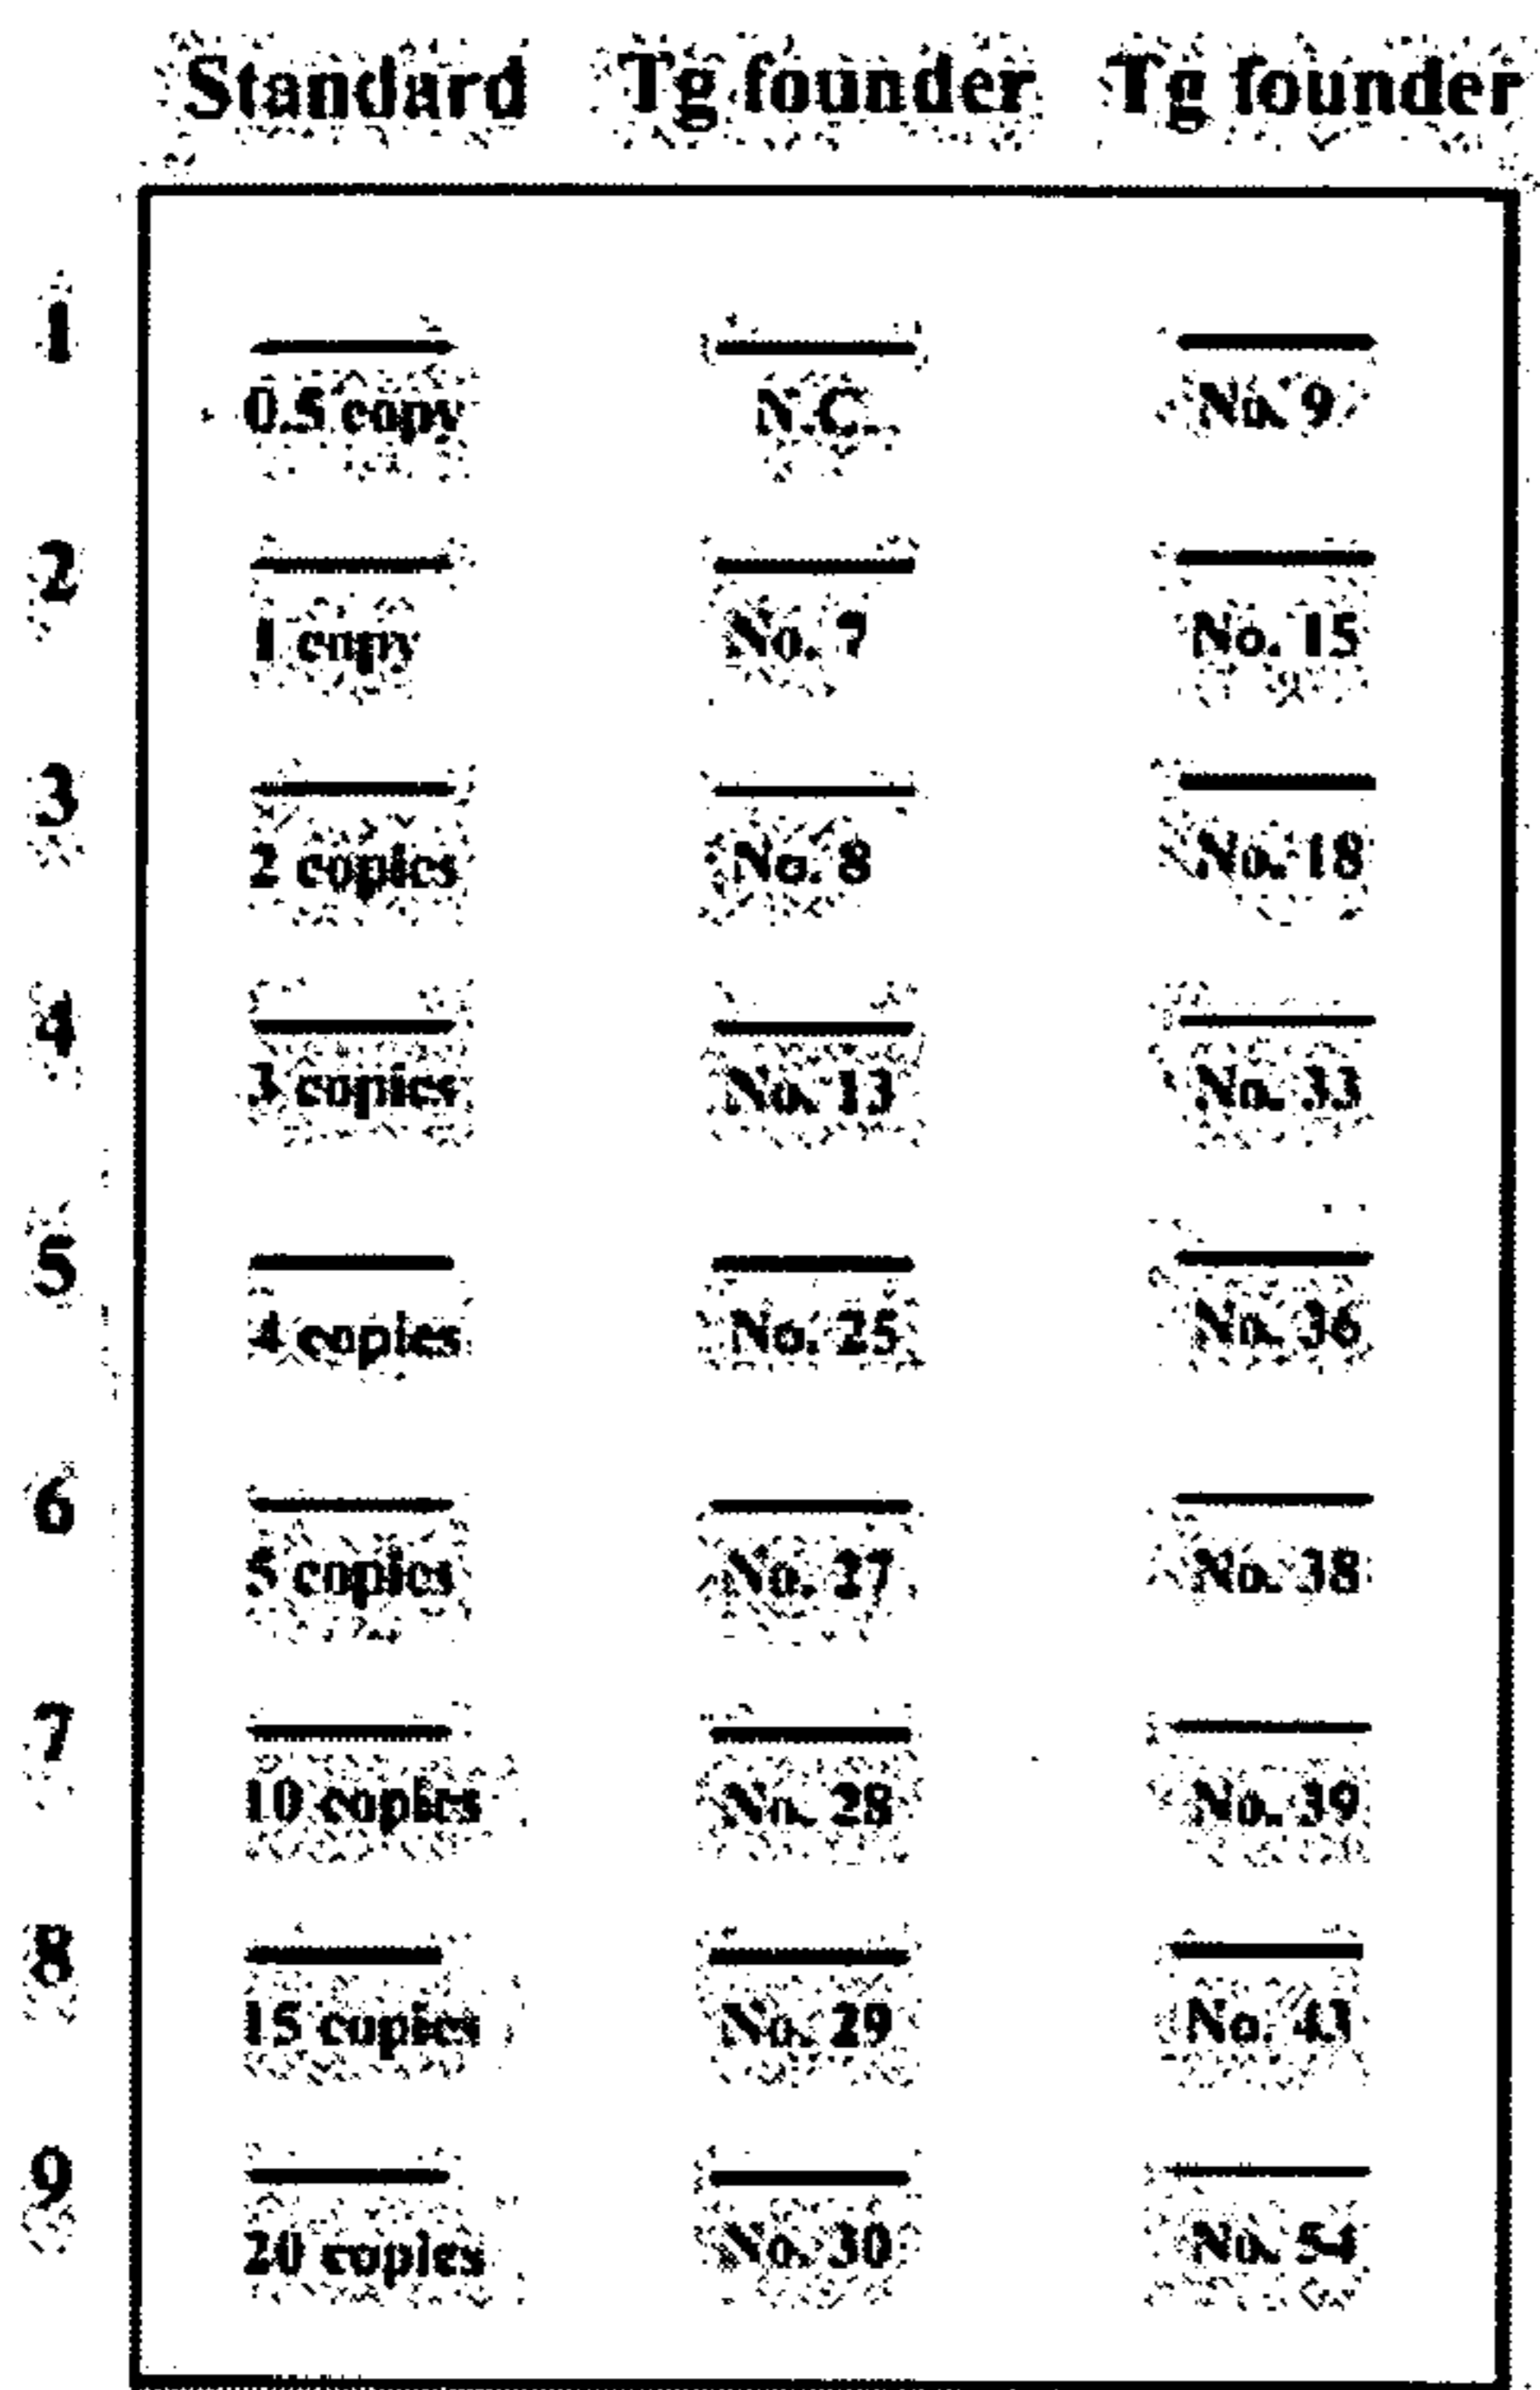 Standard Tg founder Tg founder
1 0.5 copy N.C. No. 9
2 1 copy No. 7 No. 15
3 2 copies No. 8 No. 18
4 3 copies No. 13 No. 33
5 4 copies No. 25 No. 36
6 5 copies No. 27 No. 38
7 10 copies No. 28 No. 39
8 15 copies No. 29 No. 43
9 20 copies No. 30 No. 54